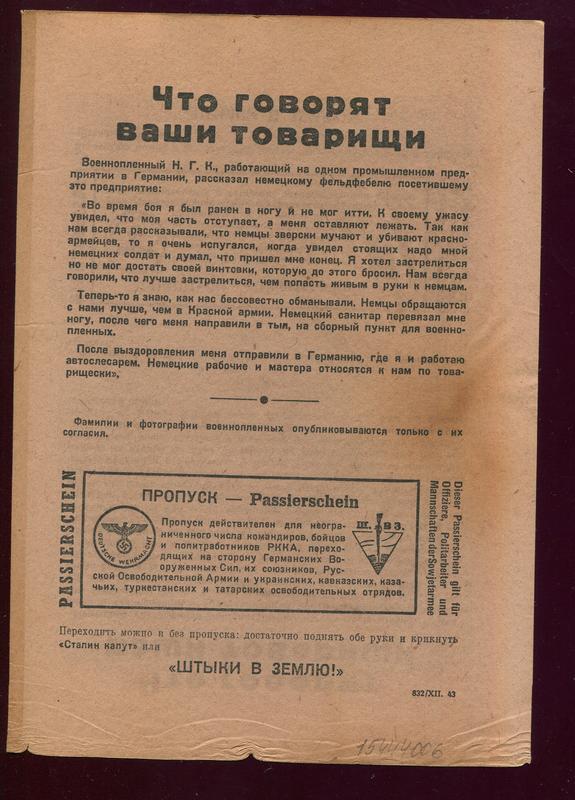 Что говорят
ваши товарищи
Военнопленный Н. Г. К., работающий на одном промышленном пред-
приятии в Германии, рассказал немецкому фельдфебелю посетившему
это предприятие:
«Во время боя я был ранен в ногу й не мог итти. К своему ужасу
увидел, что моя часть отступает, а меня оставляют лежать. Так как
нам всегда рассказывали, что немцы зверски мучают и убивают красно-
армейцев, то я очень испугался, когда увидел стоящих надо мной
немецких солдат и думал, что пришел мне конец. Я хотел застрелиться
но не мог достать своей винтовки, которую до этого бросил. Нам всегда
говорили, что лучше застрелиться, чем попасть живым в руки к немцам.
Теперь-то я знаю, как нас бессовестно обманывали. Немцы обращаются
с нами лучше, чем в Красной армии. Немецкий санитар перевязал мне
ногу, после чего меня направили в тыл, на сборный пункт для военно-
пленных.
После выздоровления меня отправили в Германию, где я и работаю
автослесарем. Немецкие рабочие и мастера относятся к нам по това-
рищески»,
Фамилии и фотографии военнопленных опубликовываются только с их
согласия.
PASSIERSCHEIN
ПРОПУСК — Passierschein
DEUTSCHE WEHRMACHT
Пропуск действителен для неогра-
ниченного числа командиров, бойцов
и политработников РККА, перехо-
дящих на сторону Германских Во-
оруженных Сил, их союзников, Рус-
ской Освободительной Армии и украинских, кавказских, каза-
чьих, туркестанских и татарских освободительных отрядов.
Ш. В З.
Dieser Passierschein gilt für
Offiziere, Politarbeiter und
Mannschaften der Sowjetarmee
Переходить можно и без пропуска: достаточно поднять обе руки и крикнуть
«Сталин капут» или
«ШТЫКИ В ЗЕМЛЮ!»
832/XII. 43